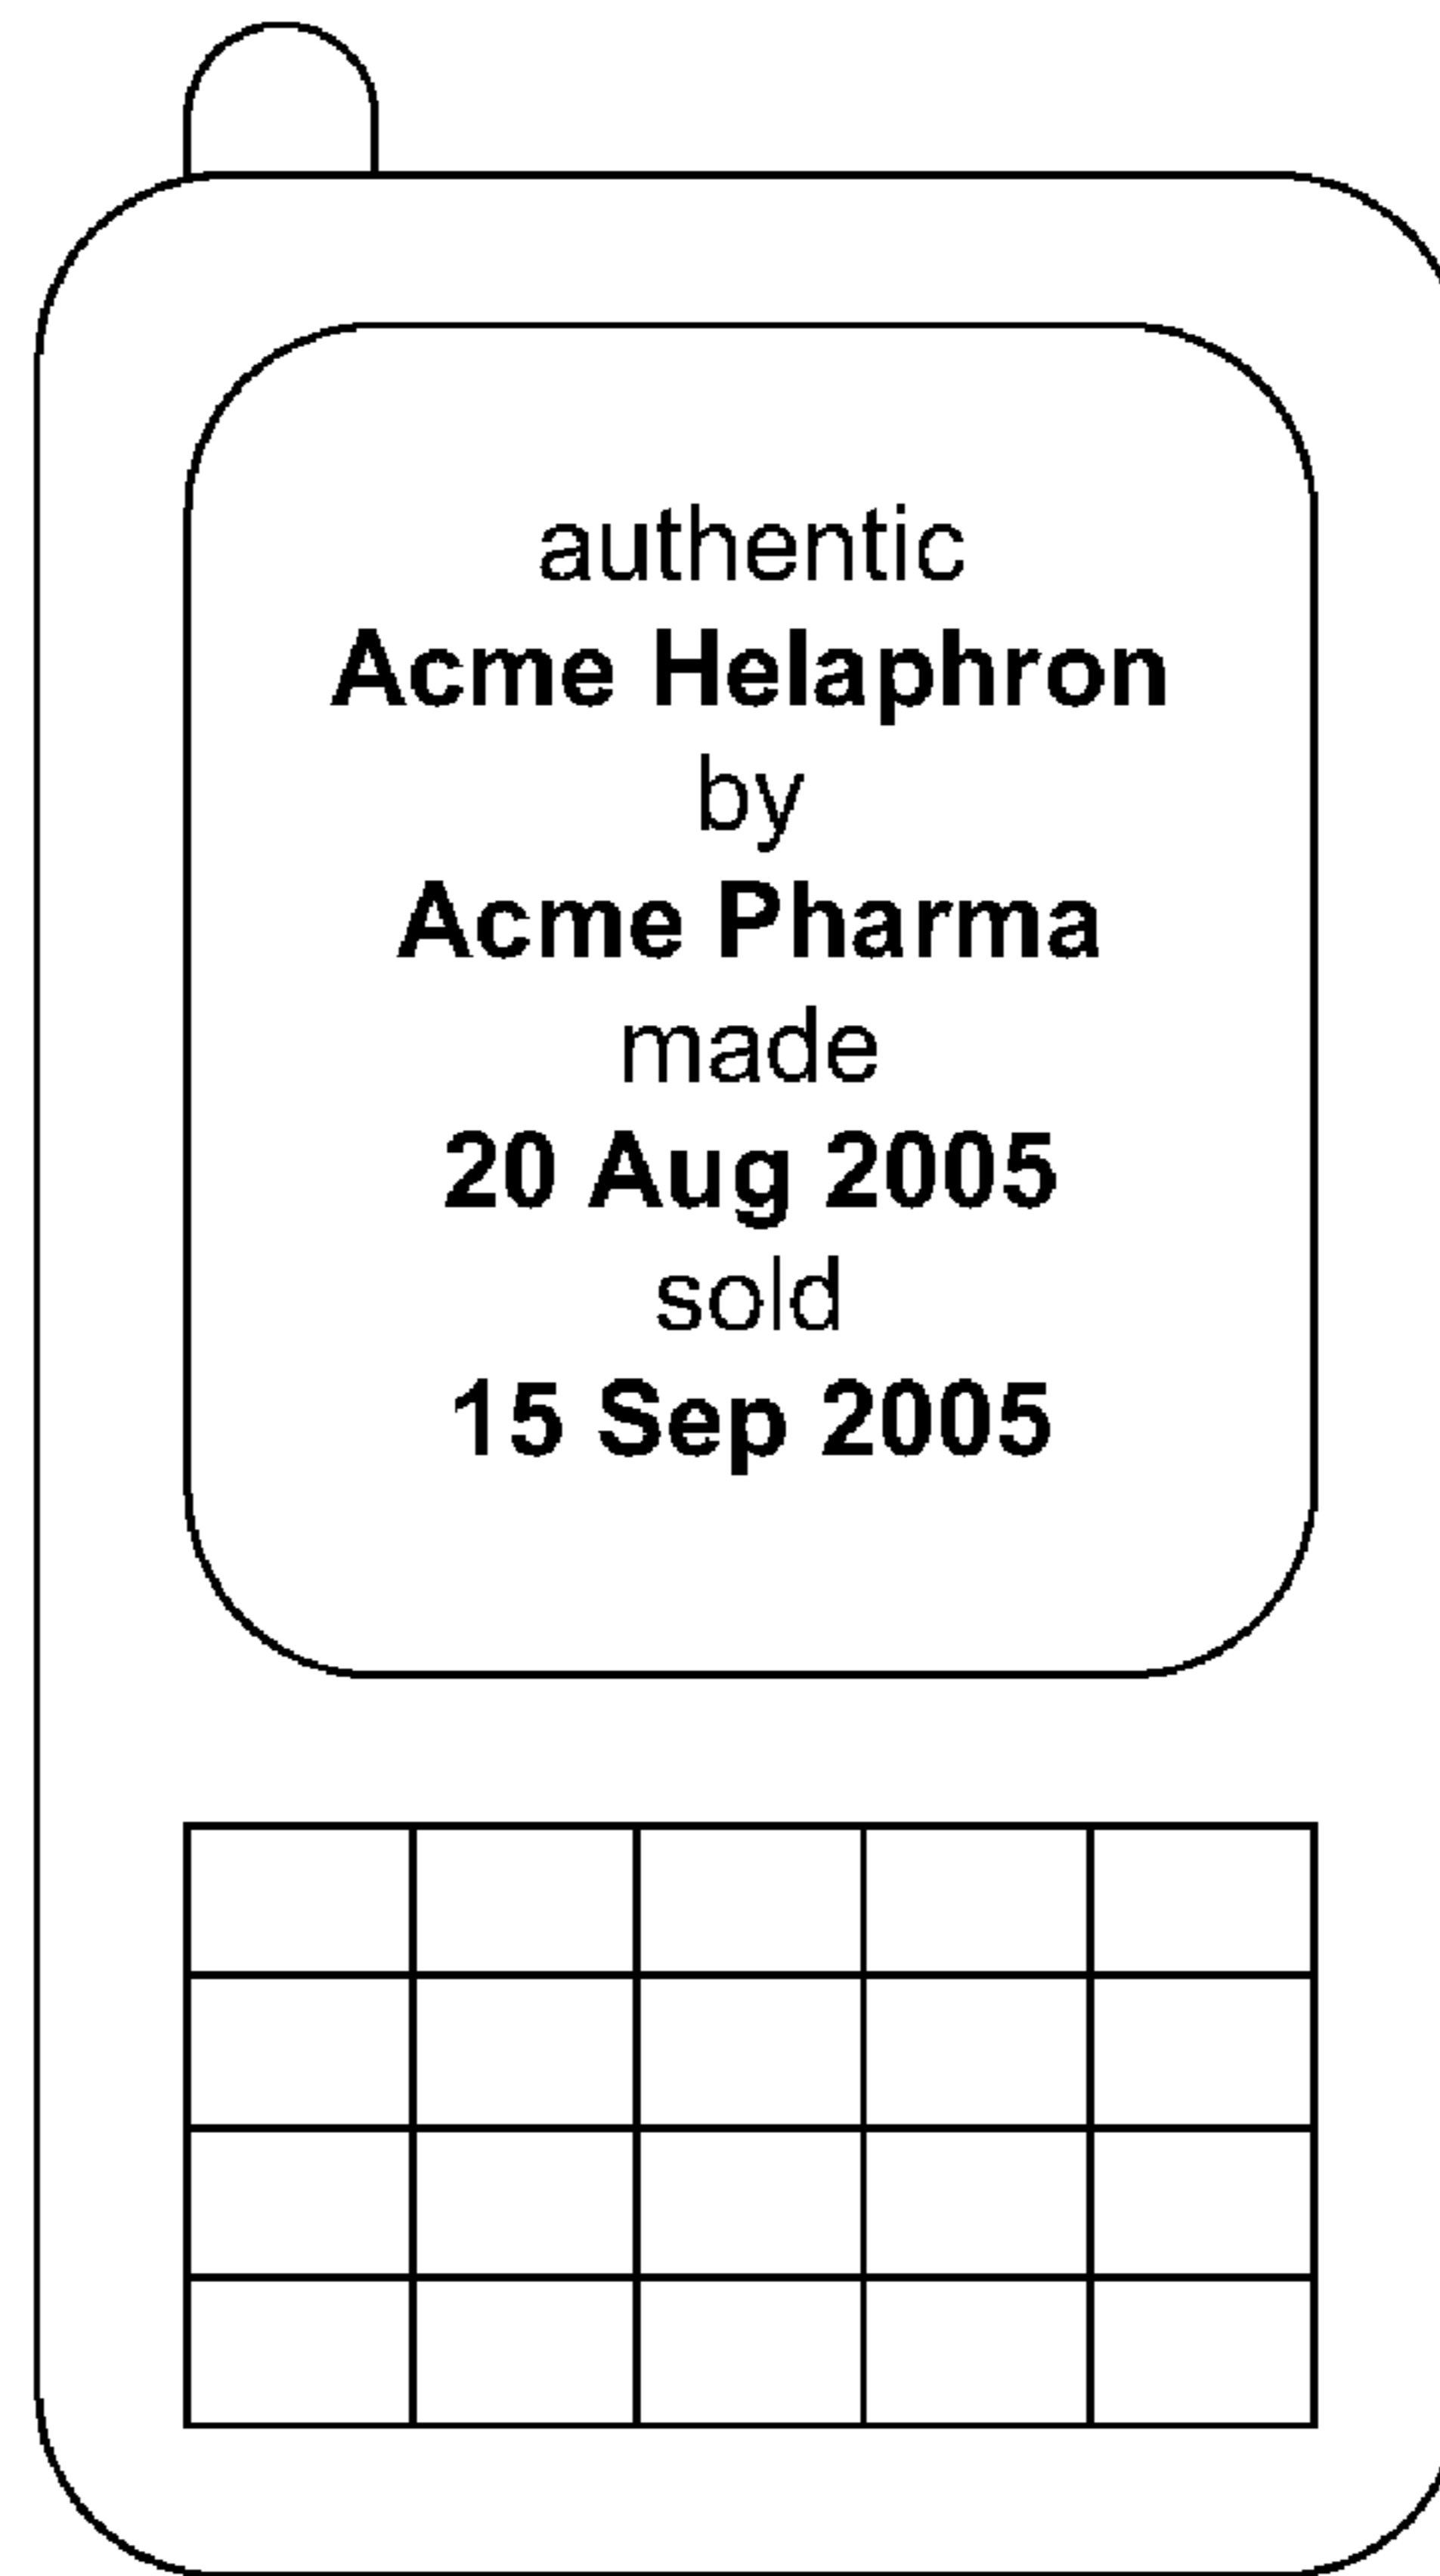 authentic
Acme Helaphron
by
Acme Pharma
made
20 Aug 2005
sold
15 Sep 2005